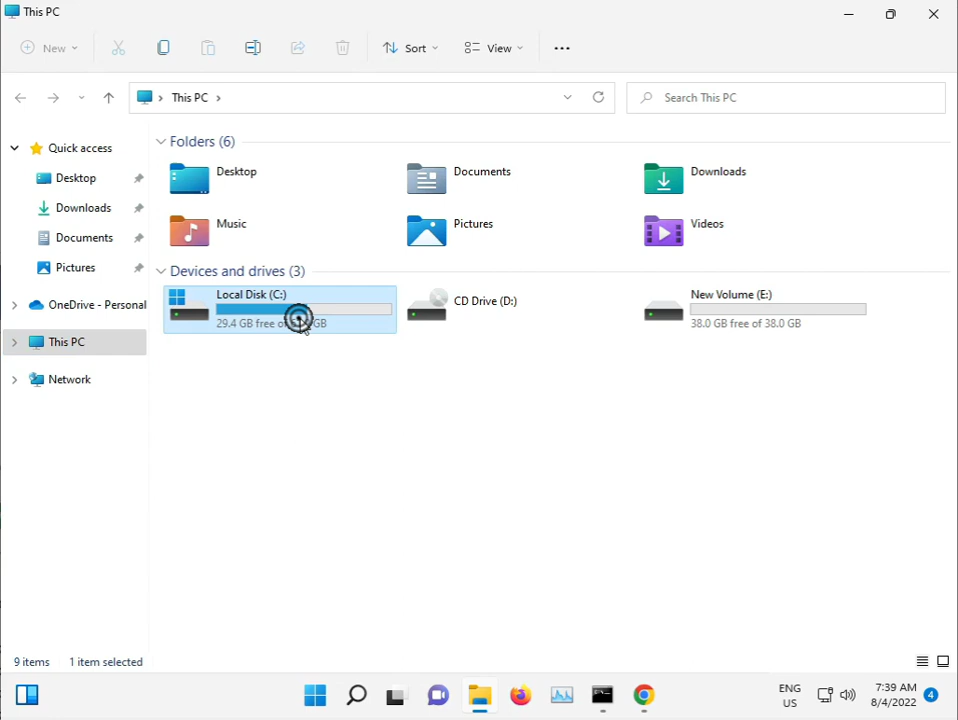 This PC
New
Sort
View
This PC
Search This PC
Quick access
Desktop
Downloads
Documents
Pictures
OneDrive - Personal
This PC
Network
Folders (6)
Desktop
Documents
Downloads
Music
Pictures
Videos
Devices and drives (3)
Local Disk (C:)
29.4 GB free of GB
CD Drive (D:)
New Volume (E:)
38.0 GB free of 38.0 GB
9 items
1 item selected
ENG
US
7:39 AM
8/4/2022
4